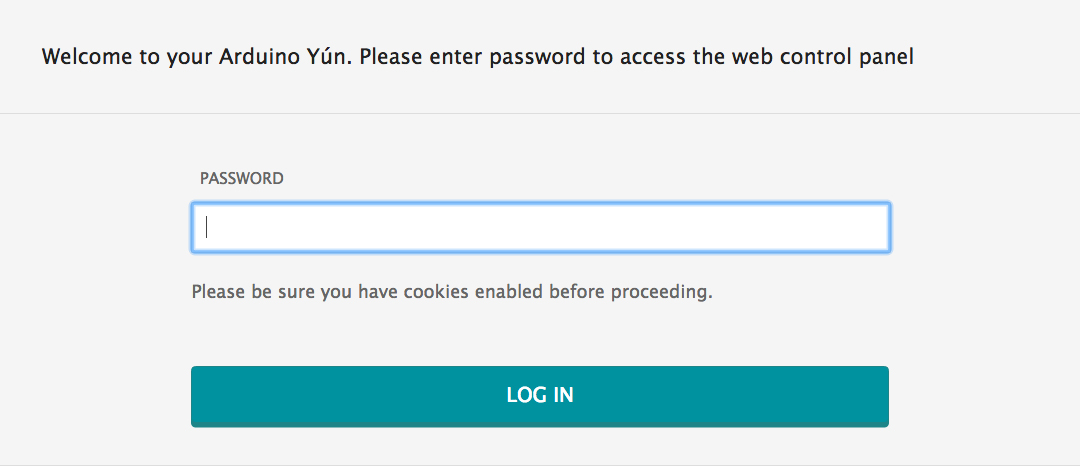 Welcome to your Arduino Yún. Please enter password to access the web control panel
PASSWORD
Please be sure you have cookies enabled before proceeding.
LOG IN